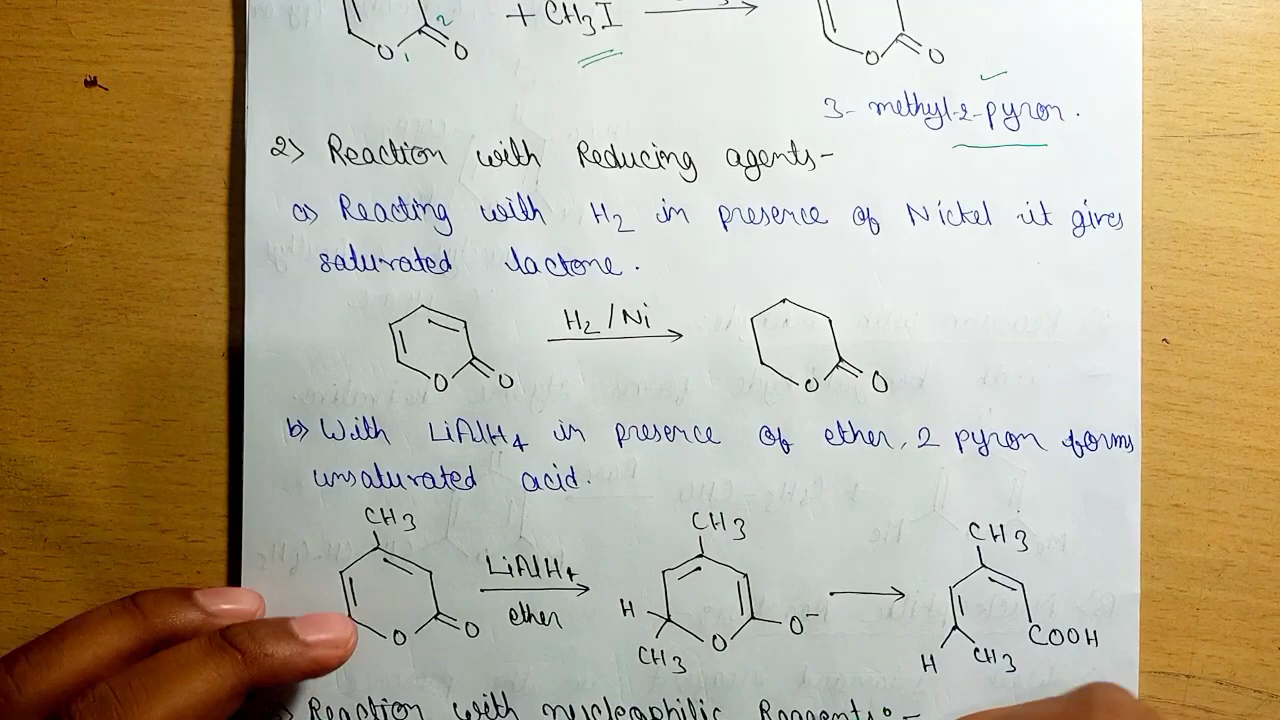 2
+ CH3I
O 1 O
O O
3- methyl-2-pyron.
2) Reaction with Reducing agents-
a) Reacting with H2 in presence of Nickel it gives
saturated lactone.
H2/Ni
O O
O O
b) With LiAlH4 in presence of ether, 2 pyron forms
unsaturated acid.
CH3 CH3 CH3
LiAlH4
ether
H
O O
O O-
CH3
COOH
H CH3
Reaction with nucleophilic Reagents:-